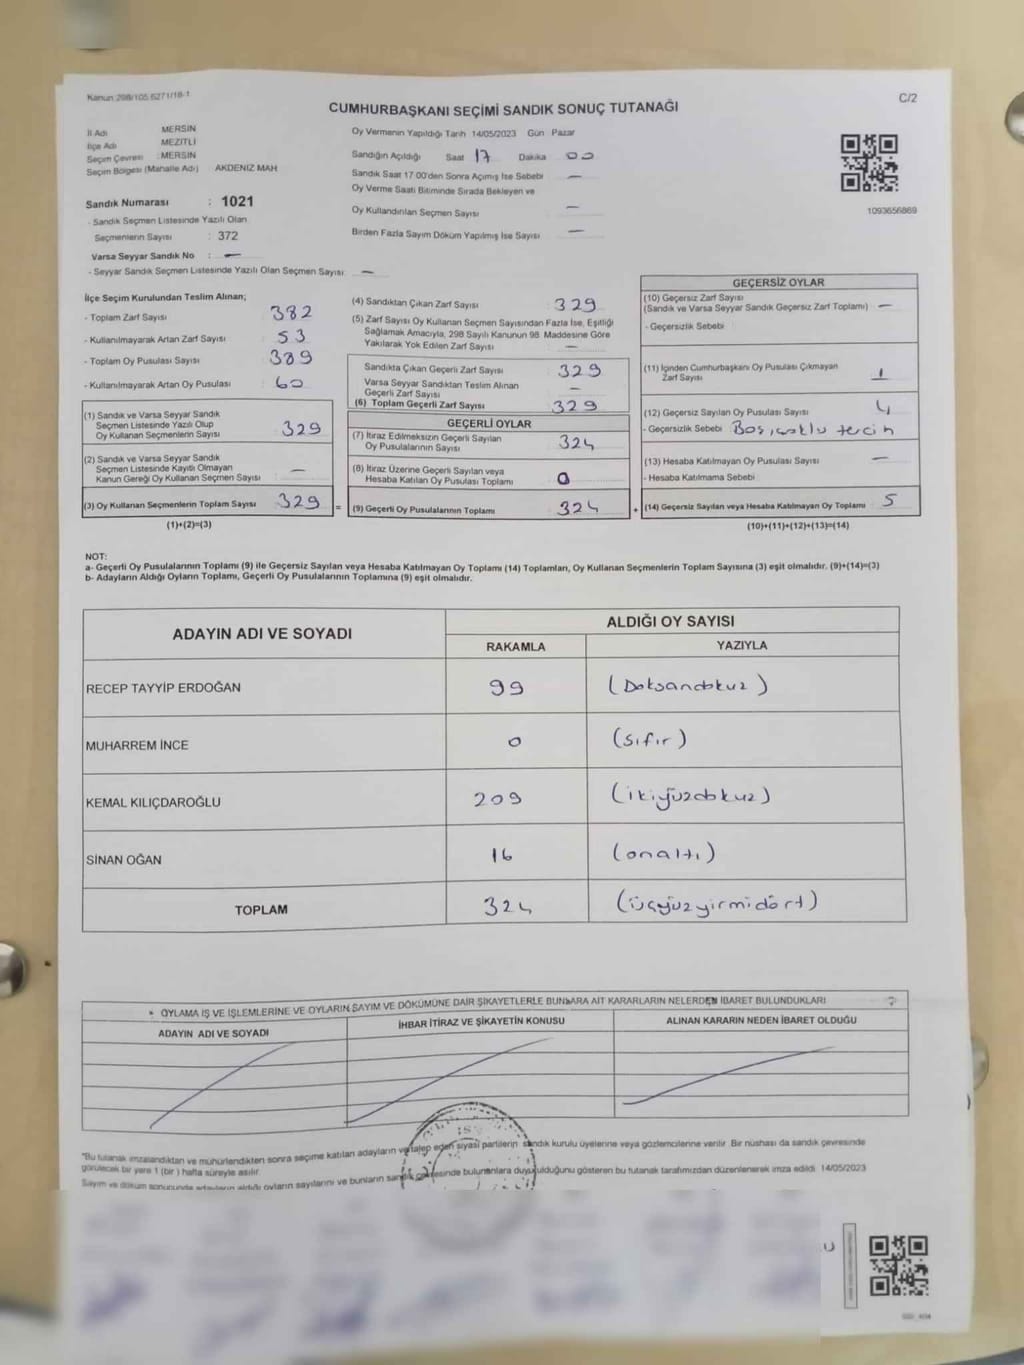 Kanun:298/105.6271/18-1
C/2
CUMHURBAŞKANI SEÇİMİ SANDIK SONUÇ TUTANAĞI
İl Adı MERSİN
İlçe Adı MEZİTLİ
Seçim Çevresi : MERSİN
Seçim Bölgesi (Mahalle Adı) AKDENİZ MAH
Oy Vermenin Yapıldığı Tarih 14/05/2023 Gün Pazar
Sandığın Açıldığı Saat 17 Dakika 00
Sandık Saat 17:00'den Sonra Açımış İse Sebebi —
Oy Verme Saati Bitiminde Sırada Bekleyen ve
Oy Kullandırılan Seçmen Sayısı —
Birden Fazla Sayım Döküm Yapılmış İse Sayısı —
1093656869
Sandık Numarası : 1021
- Sandık Seçmen Listesinde Yazılı Olan
Seçmenlerin Sayısı : 372
Varsa Seyyar Sandık No : —
- Seyyar Sandık Seçmen Listesinde Yazılı Olan Seçmen Sayısı: —
İlçe Seçim Kurulundan Teslim Alınan;
- Toplam Zarf Sayısı : 382
- Kullanılmayarak Artan Zarf Sayısı : 53
- Toplam Oy Pusulası Sayısı : 389
- Kullanılmayarak Artan Oy Pusulası : 60
(1) Sandık ve Varsa Seyyar Sandık
Seçmen Listesinde Yazılı Olup
Oy Kullanan Seçmenlerin Sayısı : 329
(2) Sandık ve Varsa Seyyar Sandık
Seçmen Listesinde Kayıtlı Olmayan
Kanun Gereği Oy Kullanan Seçmen Sayısı : —
(3) Oy Kullanan Seçmenlerin Toplam Sayısı : 329
(1)+(2)=(3)
(4) Sandıktan Çıkan Zarf Sayısı : 329
(5) Zarf Sayısı Oy Kullanan Seçmen Sayısından Fazla İse, Eşitliği
Sağlamak Amacıyla, 298 Sayılı Kanunun 98. Maddesine Göre
Yakılarak Yok Edilen Zarf Sayısı : —
Sandıkta Çıkan Geçerli Zarf Sayısı : 329
Varsa Seyyar Sandıktan Teslim Alınan
Geçerli Zarf Sayısı : —
(6) Toplam Geçerli Zarf Sayısı : 329
GEÇERLİ OYLAR
(7) İtiraz Edilmeksizin Geçerli Sayılan
Oy Pusulalarının Sayısı : 324
(8) İtiraz Üzerine Geçerli Sayılan veya
Hesaba Katılan Oy Pusulası Toplamı : 0
= (9) Geçerli Oy Pusulalarının Toplamı : 324
GEÇERSİZ OYLAR
(10) Geçersiz Zarf Sayısı
(Sandık ve Varsa Seyyar Sandık Geçersiz Zarf Toplamı) : —
- Geçersizlik Sebebi :
(11) İçinden Cumhurbaşkanı Oy Pusulası Çıkmayan
Zarf Sayısı : 1
(12) Geçersiz Sayılan Oy Pusulası Sayısı : 4
- Geçersizlik Sebebi : Boş, çoklu tercih
(13) Hesaba Katılmayan Oy Pusulası Sayısı : —
- Hesaba Katılmama Sebebi :
+ (14) Geçersiz Sayılan veya Hesaba Katılmayan Oy Toplamı : 5
(10)+(11)+(12)+(13)=(14)
NOT:
a- Geçerli Oy Pusulalarının Toplamı (9) ile Geçersiz Sayılan veya Hesaba Katılmayan Oy Toplamı (14) Toplamları, Oy Kullanan Seçmenlerin Toplam Sayısına (3) eşit olmalıdır. (9)+(14)=(3)
b- Adayların Aldığı Oyların Toplamı, Geçerli Oy Pusulalarının Toplamına (9) eşit olmalıdır.
ADAYIN ADI VE SOYADI
ALDIĞI OY SAYISI
RAKAMLA YAZIYLA
RECEP TAYYİP ERDOĞAN 99 (Doksandokuz)
MUHARREM İNCE 0 (sıfır)
KEMAL KILIÇDAROĞLU 209 (ikiyüzdokuz)
SİNAN OĞAN 16 (onaltı)
TOPLAM 324 (üçyüzyirmidört)
* OYLAMA İŞ VE İŞLEMLERİNE VE OYLARIN SAYIM VE DÖKÜMÜNE DAİR ŞİKAYETLERLE BUNLARA AİT KARARLARIN NELERDEN İBARET BULUNDUKLARI
ADAYIN ADI VE SOYADI İHBAR İTİRAZ VE ŞİKAYETİN KONUSU ALINAN KARARIN NEDEN İBARET OLDUĞU
"Bu tutanak imzalandıktan ve mühürlendikten sonra seçime katılan adayların ve talep eden siyasi partilerin sandık kurulu üyelerine veya gözlemcilerine verilir. Bir nüshası da sandık çevresinde
görülecek bir yere 1 (bir) hafta süreyle asılır.
Sayım ve döküm sonucunda adayların aldığı oyların sayılarını ve bunların sandık çevresinde bulunanlara duyurulduğunu gösteren bu tutanak tarafımızdan düzenlenerek imza edildi. 14/05/2023